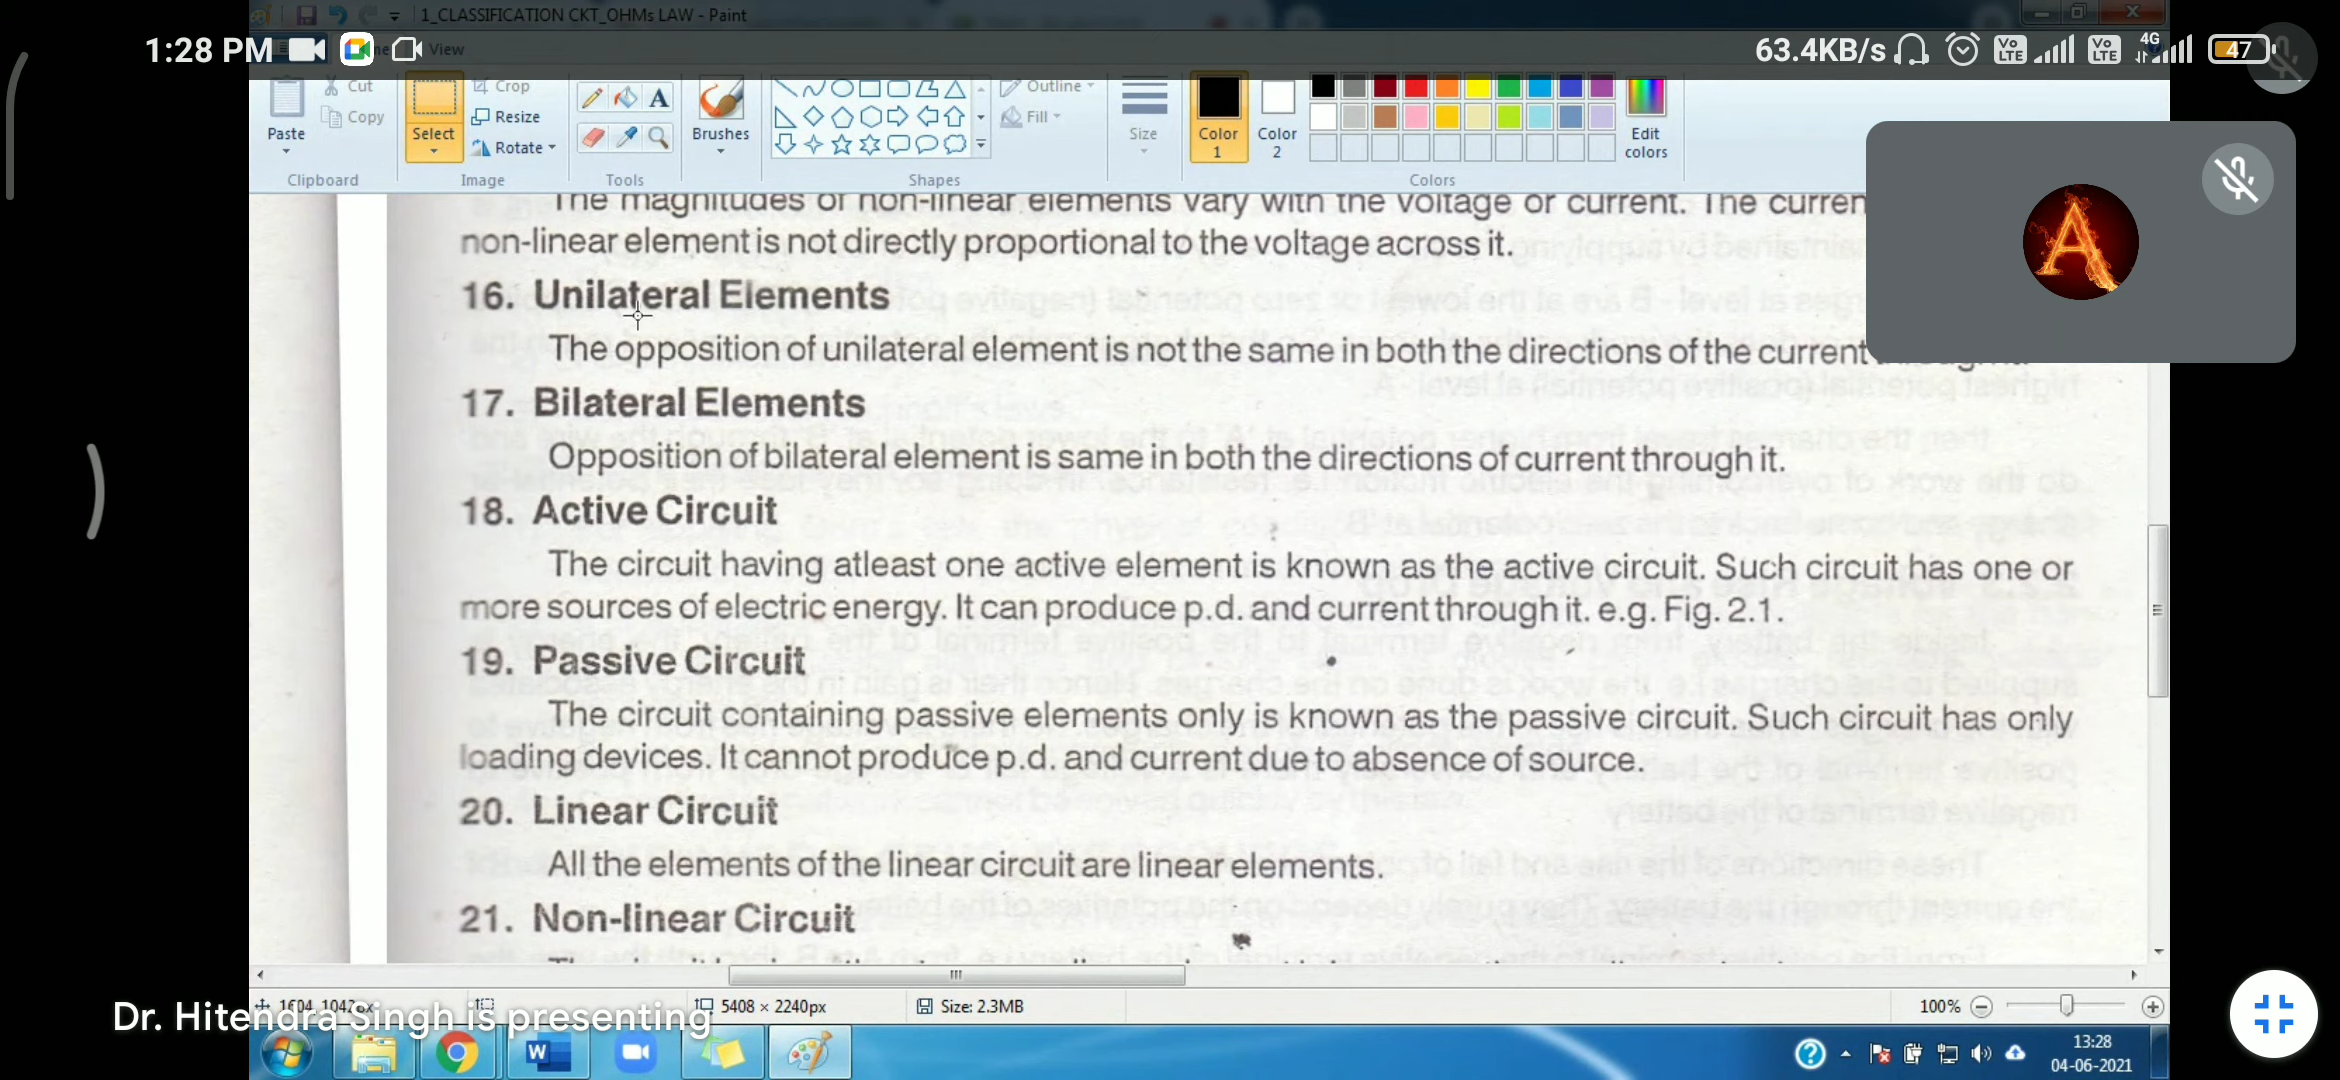 1_CLASSIFICATION CKT_OHMs LAW - Paint
1:28 PM
63.4KB/s
Vo LTE
Vo LTE
4G
47
View
Cut
Crop
Outline
Paste
Copy
Select
Resize
Rotate
A
Brushes
Fill
Size
Color 1
Color 2
Edit colors
Clipboard
Image
Tools
Shapes
Colors
The magnitudes of non-linear elements vary with the voltage or current. The curren
non-linear element is not directly proportional to the voltage across it.
16. Unilateral Elements
The opposition of unilateral element is not the same in both the directions of the current
17. Bilateral Elements
Opposition of bilateral element is same in both the directions of current through it.
18. Active Circuit
The circuit having atleast one active element is known as the active circuit. Such circuit has one or
more sources of electric energy. It can produce p.d. and current through it. e.g. Fig. 2.1.
19. Passive Circuit
The circuit containing passive elements only is known as the passive circuit. Such circuit has only
loading devices. It cannot produce p.d. and current due to absence of source.
20. Linear Circuit
All the elements of the linear circuit are linear elements.
21. Non-linear Circuit
A
5408 × 2240px
Size: 2.3MB
100%
Dr. Hitendra Singh is presenting
W
13:28
04-06-2021